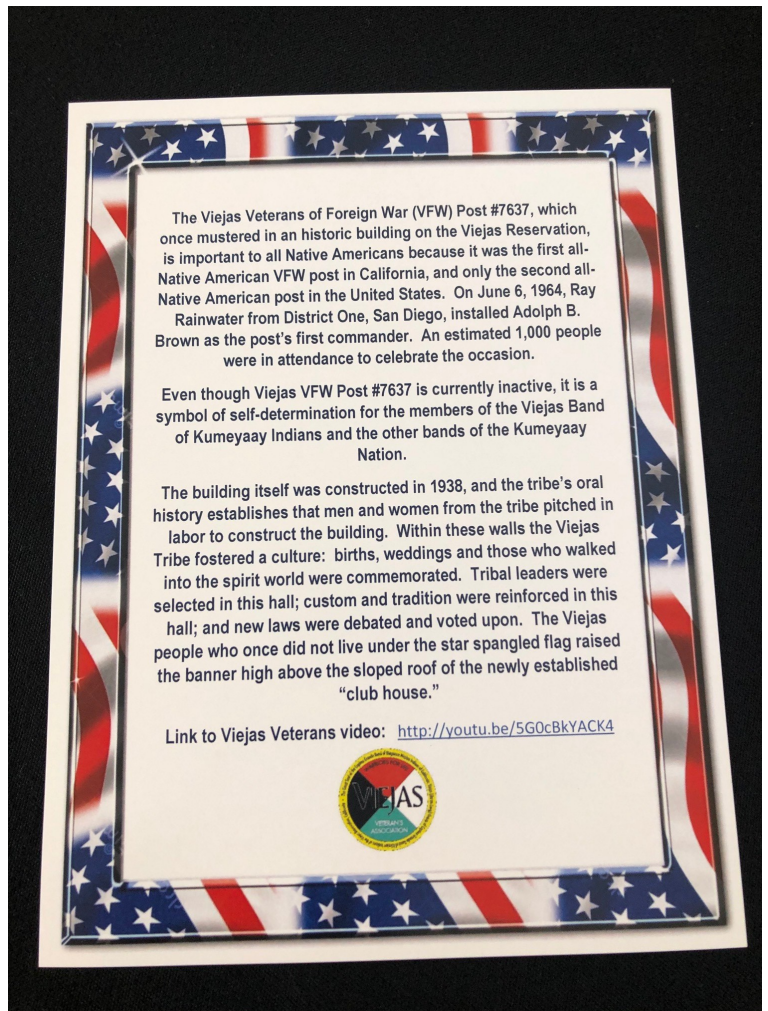 The Viejas Veterans of Foreign War (VFW) Post #7637, which
once mustered in an historic building on the Viejas Reservation,
is important to all Native Americans because it was the first all-
Native American VFW post in California, and only the second all-
Native American post in the United States.  On June 6, 1964, Ray
Rainwater from District One, San Diego, installed Adolph B.
Brown as the post's first commander.  An estimated 1,000 people
were in attendance to celebrate the occasion.
Even though Viejas VFW Post #7637 is currently inactive, it is a
symbol of self-determination for the members of the Viejas Band
of Kumeyaay Indians and the other bands of the Kumeyaay
Nation.
The building itself was constructed in 1938, and the tribe's oral
history establishes that men and women from the tribe pitched in
labor to construct the building.  Within these walls the Viejas
Tribe fostered a culture:  births, weddings and those who walked
into the spirit world were commemorated.  Tribal leaders were
selected in this hall; custom and tradition were reinforced in this
hall; and new laws were debated and voted upon.  The Viejas
people who once did not live under the star spangled flag raised
the banner high above the sloped roof of the newly established
“club house.”
Link to Viejas Veterans video:  http://youtu.be/5G0cBkYACK4
VIEJAS
VETERAN'S
ASSOCIATION